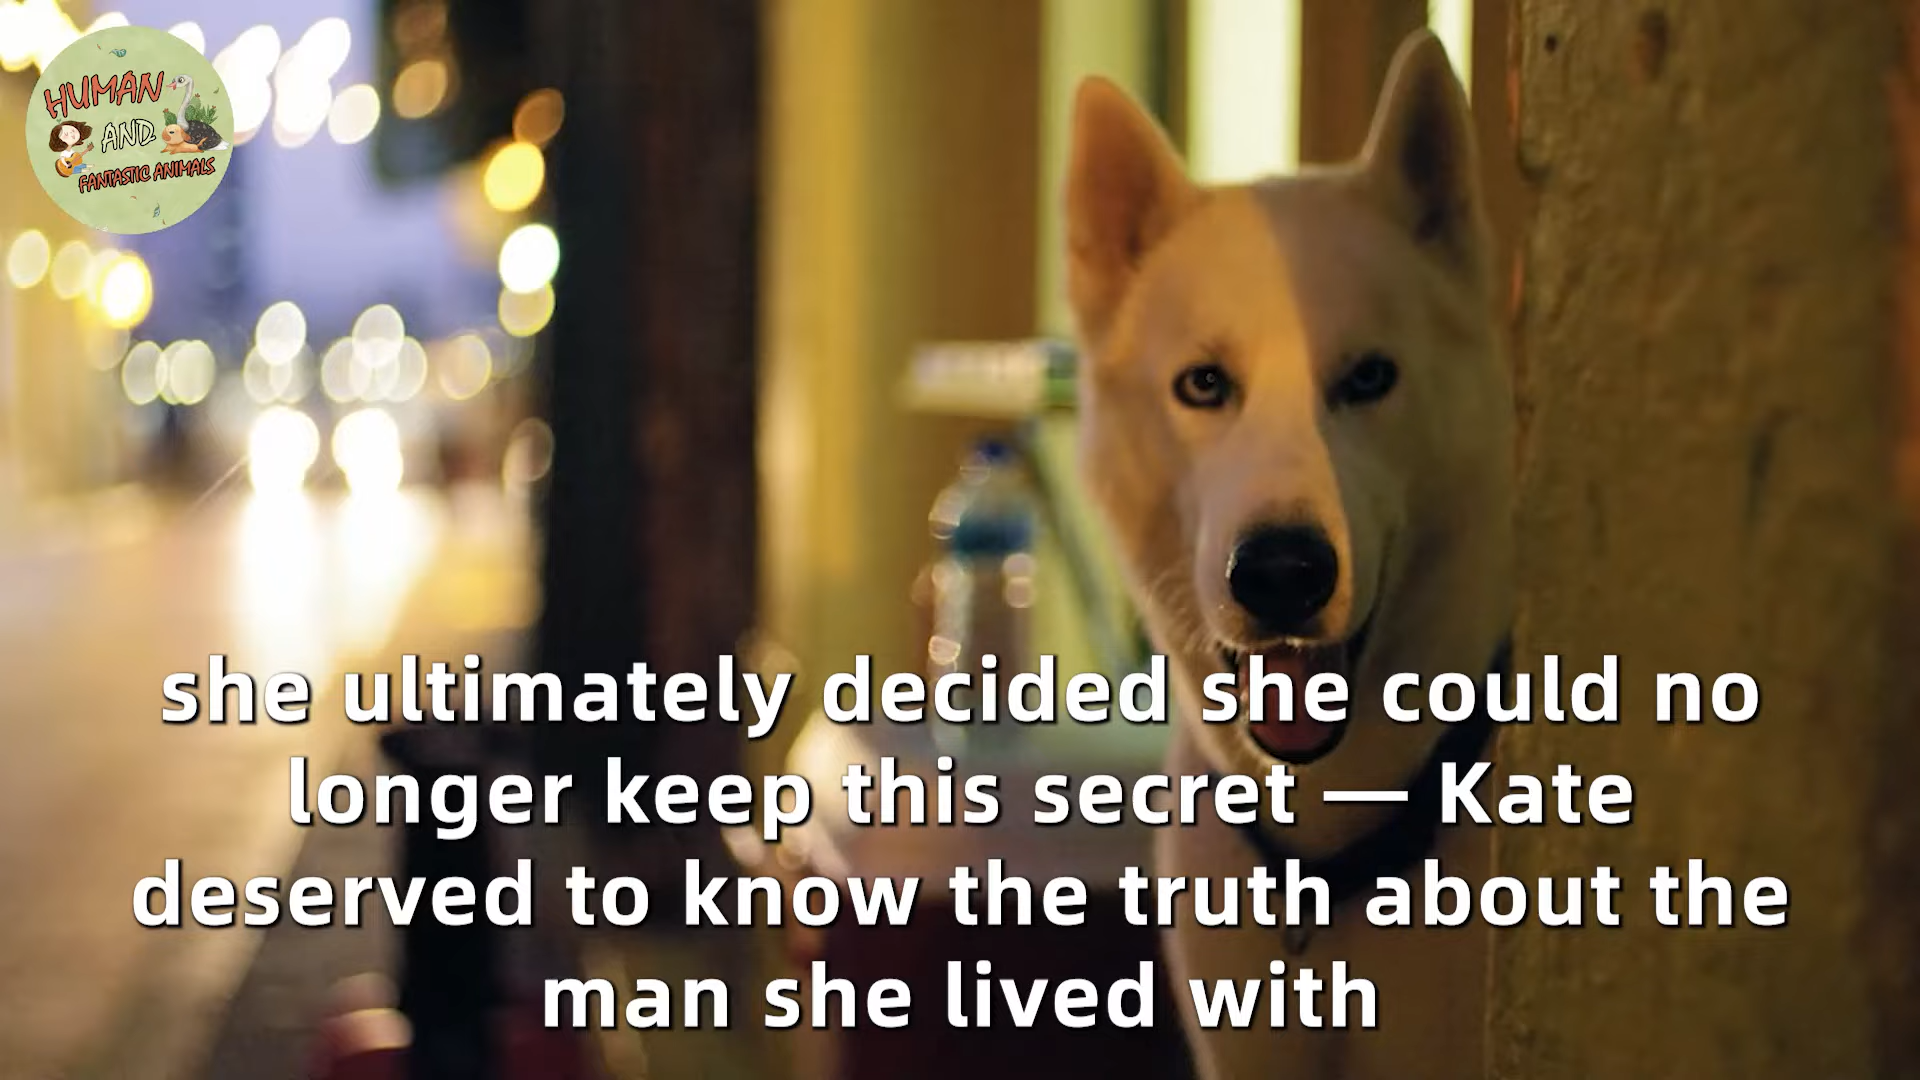 HUMAN
AND
FANTASTIC ANIMALS
she ultimately decided she could no
longer keep this secret — Kate
deserved to know the truth about the
man she lived with